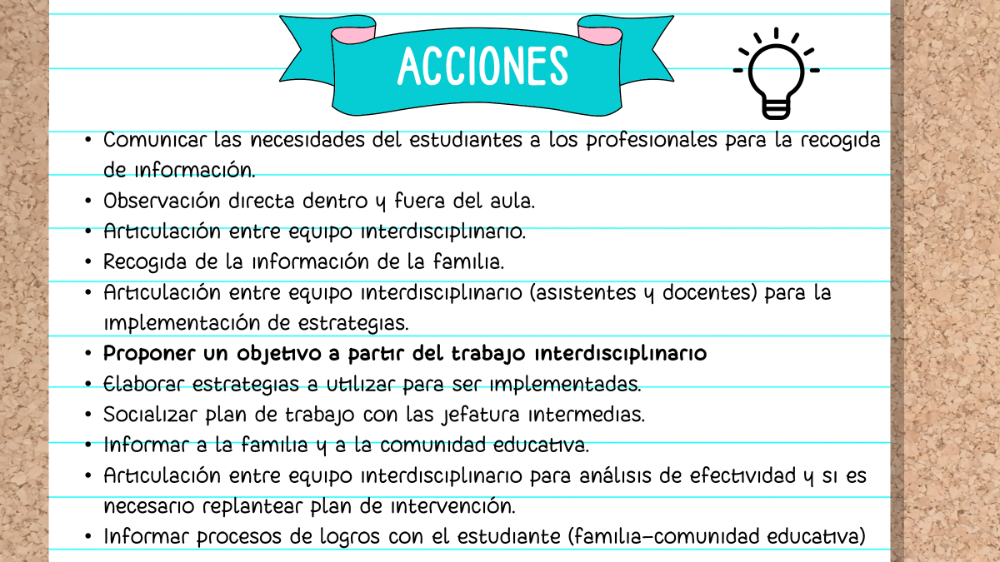 ACCIONES
• Comunicar las necesidades del estudiantes a los profesionales para la recogida
de información.
• Observación directa dentro y fuera del aula.
• Articulación entre equipo interdisciplinario.
• Recogida de la información de la familia.
• Articulación entre equipo interdisciplinario (asistentes y docentes) para la
implementación de estrategias.
• Proponer un objetivo a partir del trabajo interdisciplinario
• Elaborar estrategias a utilizar para ser implementadas.
• Socializar plan de trabajo con las jefatura intermedias.
• Informar a la familia y a la comunidad educativa.
• Articulación entre equipo interdisciplinario para análisis de efectividad y si es
necesario replantear plan de intervención.
• Informar procesos de logros con el estudiante (familia-comunidad educativa)